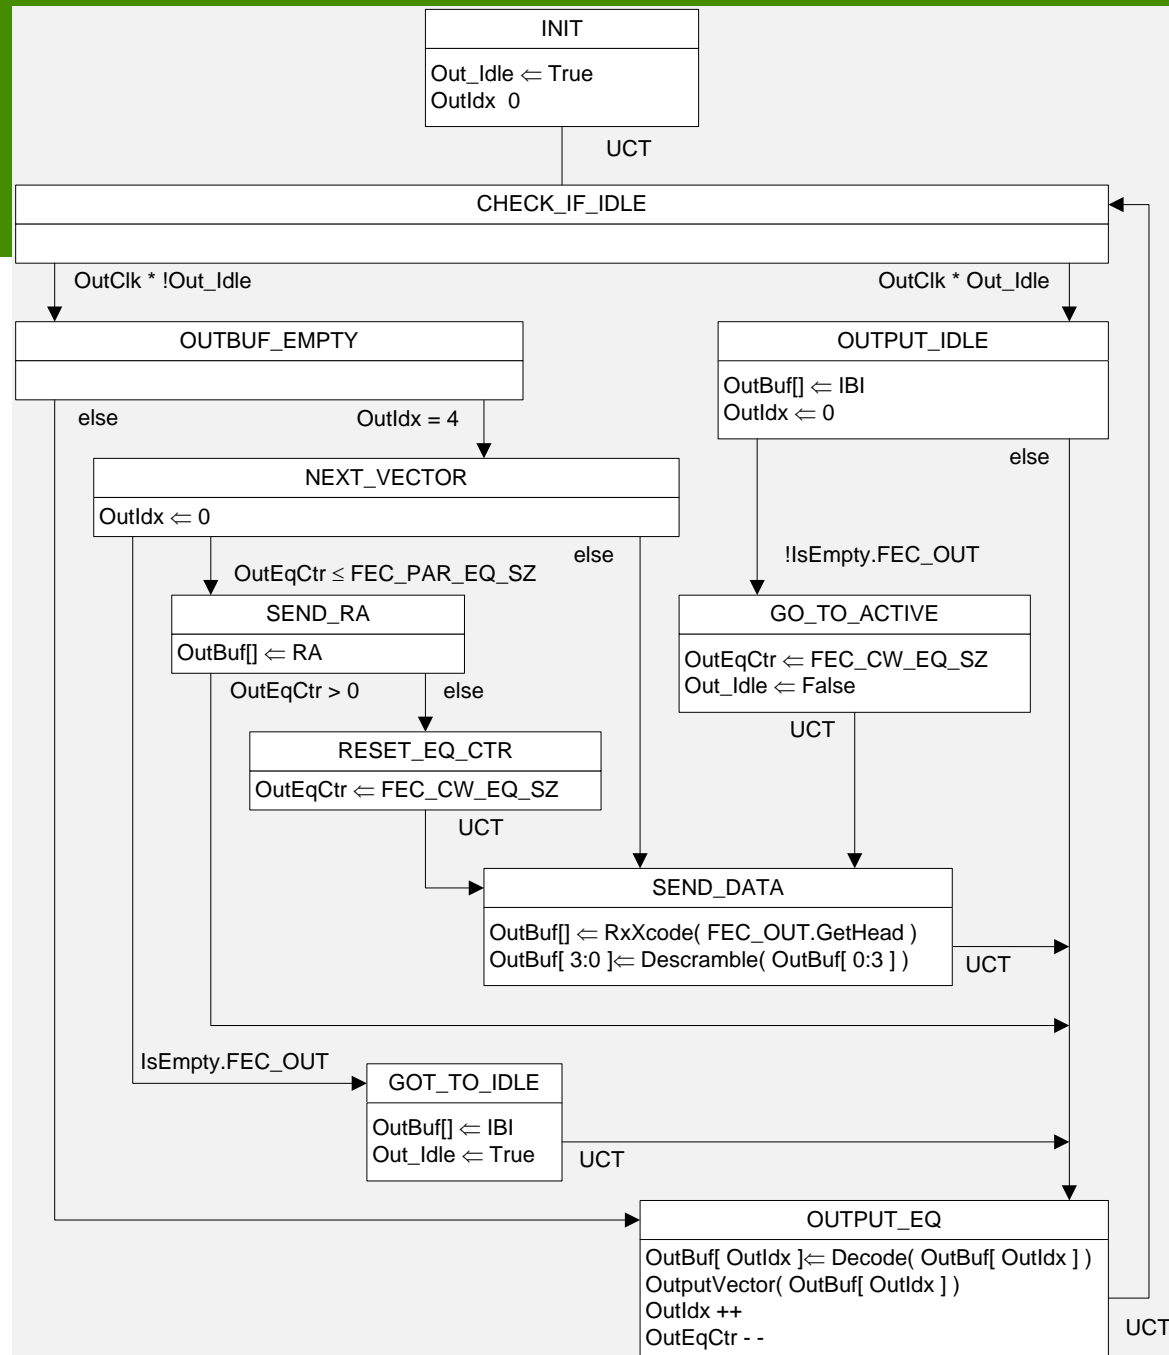 INIT
Out_Idle ⇐ True
OutIdx 0
UCT
CHECK_IF_IDLE
OutClk * !Out_Idle
OutClk * Out_Idle
OUTBUF_EMPTY
OUTPUT_IDLE
OutBuf[] ⇐ IBI
OutIdx ⇐ 0
else
OutIdx = 4
else
NEXT_VECTOR
OutIdx ⇐ 0
else
!IsEmpty.FEC_OUT
OutEqCtr ≤ FEC_PAR_EQ_SZ
SEND_RA
OutBuf[] ⇐ RA
GO_TO_ACTIVE
OutEqCtr ⇐ FEC_CW_EQ_SZ
Out_Idle ⇐ False
OutEqCtr > 0
else
UCT
RESET_EQ_CTR
OutEqCtr ⇐ FEC_CW_EQ_SZ
UCT
SEND_DATA
OutBuf[] ⇐ RxXcode( FEC_OUT.GetHead )
OutBuf[ 3:0 ]⇐ Descramble( OutBuf[ 0:3 ] )
UCT
IsEmpty.FEC_OUT
GOT_TO_IDLE
OutBuf[] ⇐ IBI
Out_Idle ⇐ True
UCT
OUTPUT_EQ
OutBuf[ OutIdx ]⇐ Decode( OutBuf[ OutIdx ] )
OutputVector( OutBuf[ OutIdx ] )
OutIdx ++
OutEqCtr - -
UCT